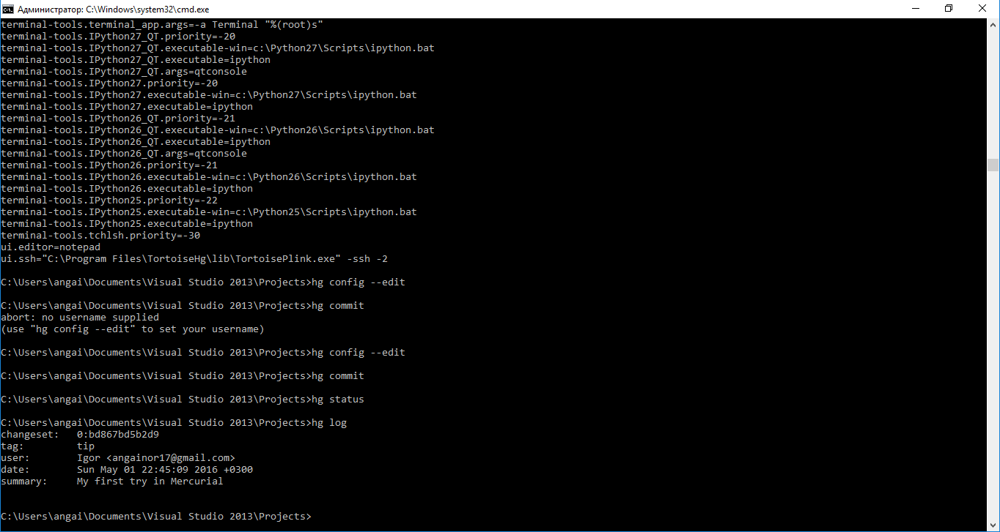 Администратор: C:\Windows\system32\cmd.exe
terminal-tools.terminal_app.args=-a Terminal "%(root)s"
terminal-tools.IPython27_QT.priority=-20
terminal-tools.IPython27_QT.executable-win=c:\Python27\Scripts\ipython.bat
terminal-tools.IPython27_QT.executable=ipython
terminal-tools.IPython27_QT.args=qtconsole
terminal-tools.IPython27.priority=-20
terminal-tools.IPython27.executable-win=c:\Python27\Scripts\ipython.bat
terminal-tools.IPython27.executable=ipython
terminal-tools.IPython26_QT.priority=-21
terminal-tools.IPython26_QT.executable-win=c:\Python26\Scripts\ipython.bat
terminal-tools.IPython26_QT.executable=ipython
terminal-tools.IPython26_QT.args=qtconsole
terminal-tools.IPython26.priority=-21
terminal-tools.IPython26.executable-win=c:\Python26\Scripts\ipython.bat
terminal-tools.IPython26.executable=ipython
terminal-tools.IPython25.priority=-22
terminal-tools.IPython25.executable-win=c:\Python25\Scripts\ipython.bat
terminal-tools.IPython25.executable=ipython
terminal-tools.tchlsh.priority=-30
ui.editor=notepad
ui.ssh="C:\Program Files\TortoiseHg\lib\TortoisePlink.exe" -ssh -2
C:\Users\angai\Documents\Visual Studio 2013\Projects>hg config --edit
C:\Users\angai\Documents\Visual Studio 2013\Projects>hg commit
abort: no username supplied
(use "hg config --edit" to set your username)
C:\Users\angai\Documents\Visual Studio 2013\Projects>hg config --edit
C:\Users\angai\Documents\Visual Studio 2013\Projects>hg commit
C:\Users\angai\Documents\Visual Studio 2013\Projects>hg status
C:\Users\angai\Documents\Visual Studio 2013\Projects>hg log
changeset:   0:bd867bd5b2d9
tag:         tip
user:        Igor <angainor17@gmail.com>
date:        Sun May 01 22:45:09 2016 +0300
summary:     My first try in Mercurial
C:\Users\angai\Documents\Visual Studio 2013\Projects>